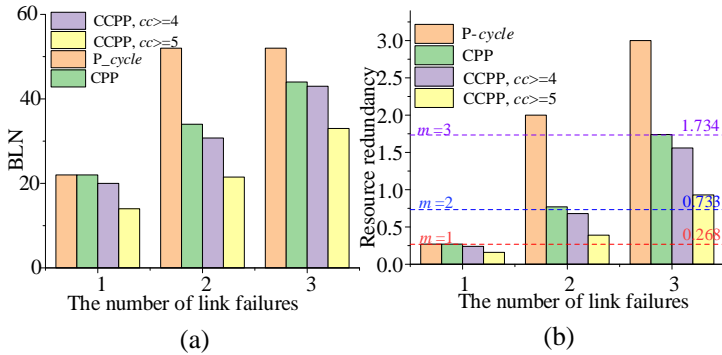 60
40
20
0
BLN
CCPP, cc>=4
CCPP, cc>=5
P_cycle
CPP
1 2 3
The number of link failures
(a)
3.0
2.5
2.0
1.5
1.0
0.5
0.0
Resource redundancy
P-cycle
CPP
CCPP, cc>=4
CCPP, cc>=5
m=3 1.734
m=2 0.733
m=1 0.268
1 2 3
The number of link failures
(b)